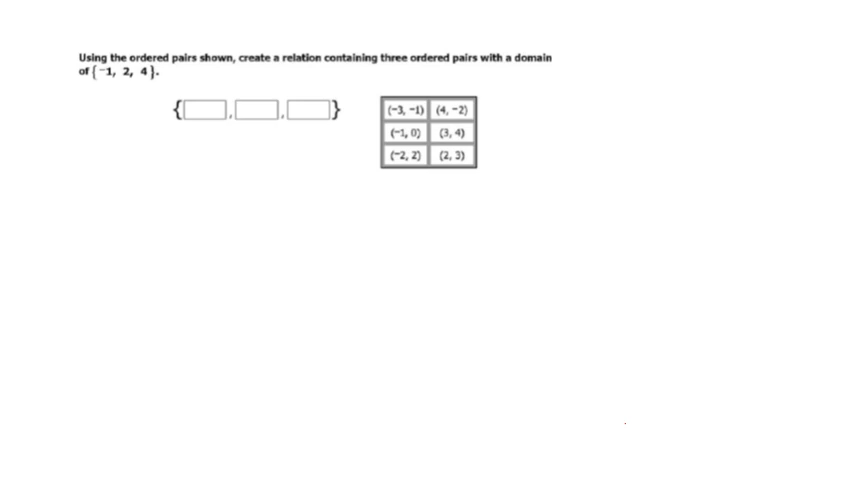 Using the ordered pairs shown, create a relation containing three ordered pairs with a domain
of {⁻1, 2, 4}.
{ , , }
(⁻3, ⁻1) (4, ⁻2)
(⁻1, 0) (3, 4)
(⁻2, 2) (2, 3)